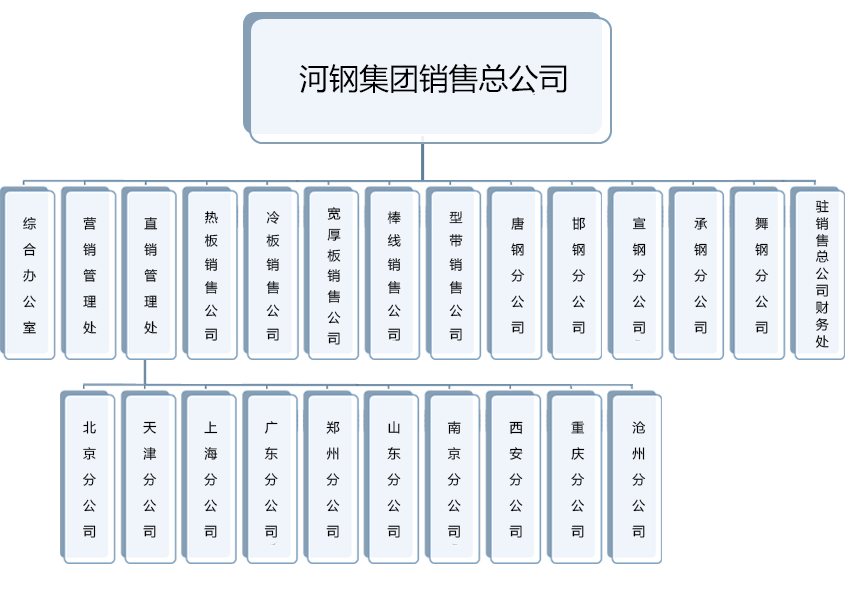 河钢集团销售总公司
综合办公室
营销管理处
直销管理处
热板销售公司
冷板销售公司
宽厚板销售公司
棒线销售公司
型带销售公司
唐钢分公司
邯钢分公司
宣钢分公司
承钢分公司
舞钢分公司
驻销售总公司财务处
北京分公司
天津分公司
上海分公司
广东分公司
郑州分公司
山东分公司
南京分公司
西安分公司
重庆分公司
沧州分公司